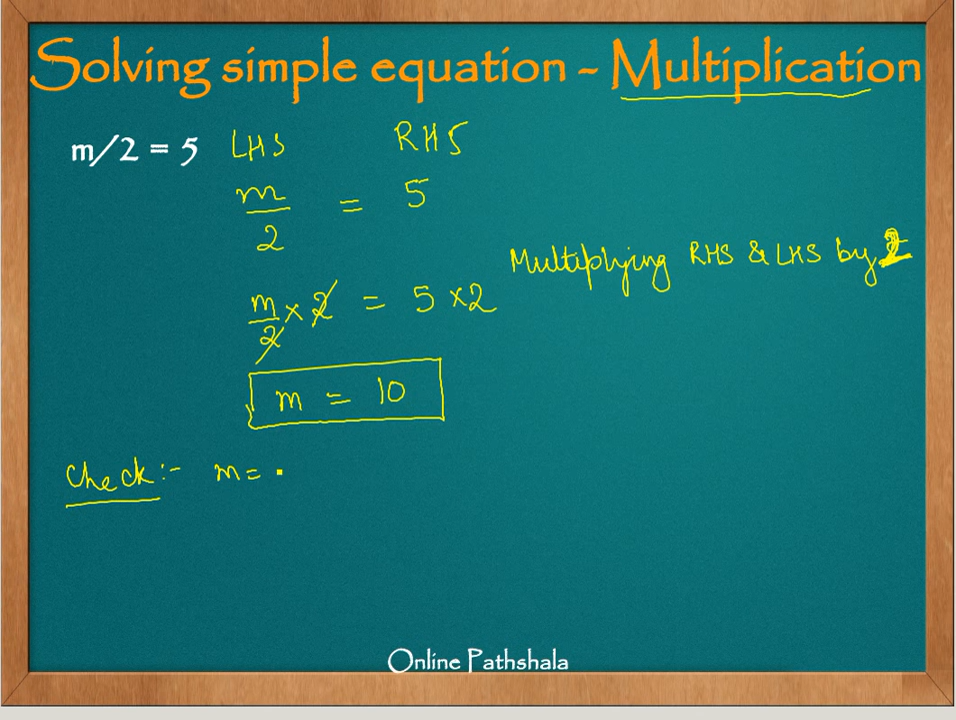 Solving simple equation - Multiplication
m/2 = 5 LHS RHS
m/2 = 5
Multiplying RHS & LHS by 2
m/2 × 2 = 5 × 2
m = 10
Check :- m =
Online Pathshala